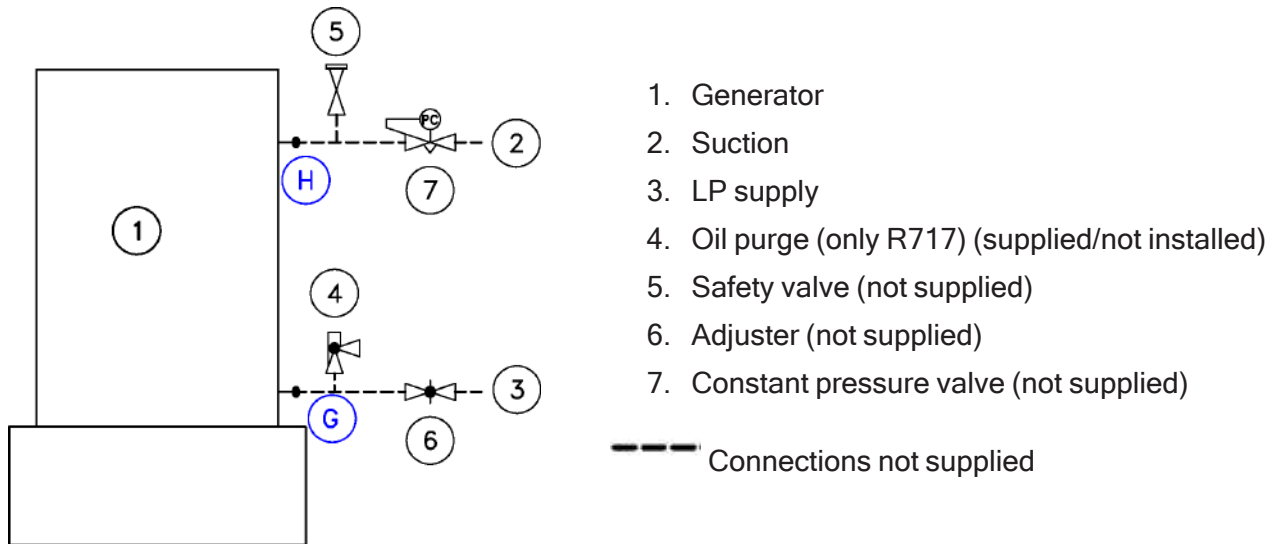 5
PC
2
H
7
1
4
3
G
6
1. Generator
2. Suction
3. LP supply
4. Oil purge (only R717) (supplied/not installed)
5. Safety valve (not supplied)
6. Adjuster (not supplied)
7. Constant pressure valve (not supplied)
Connections not supplied